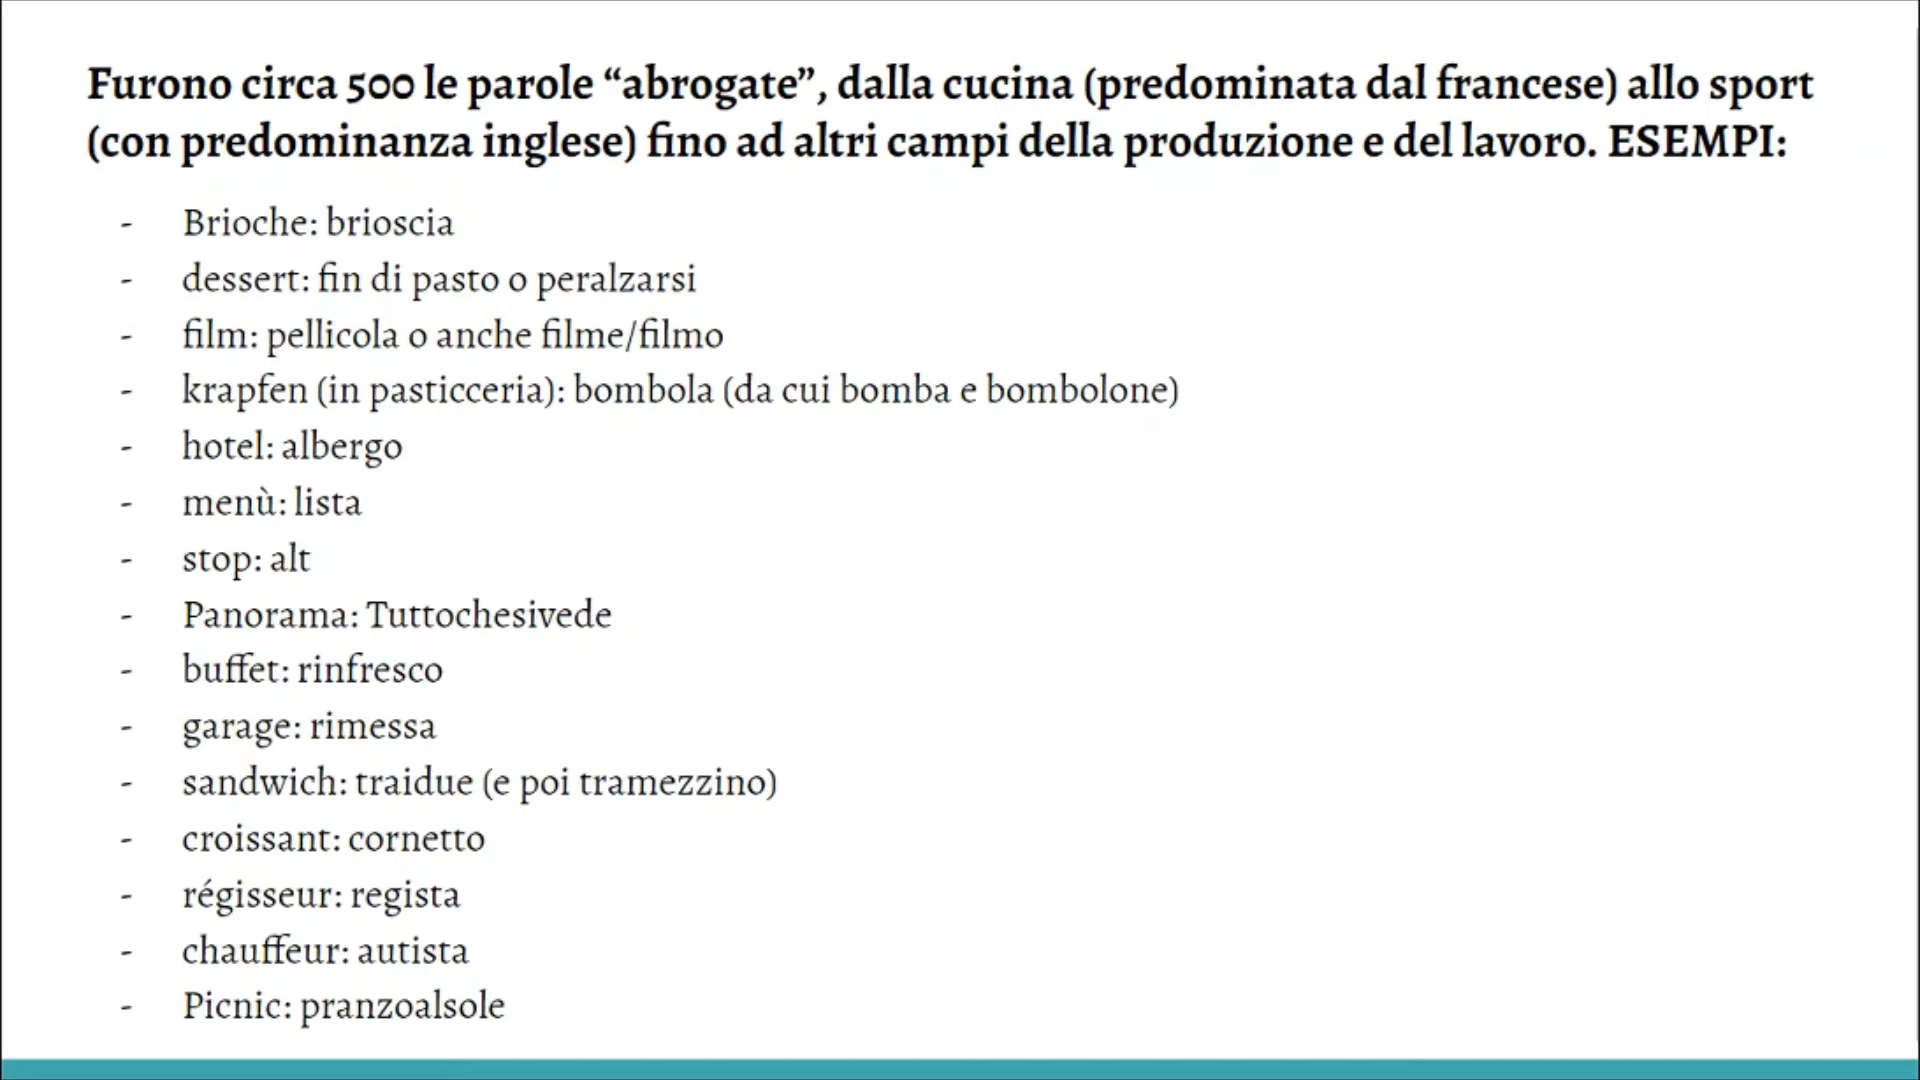 Furono circa 500 le parole “abrogate”, dalla cucina (predominata dal francese) allo sport
(con predominanza inglese) fino ad altri campi della produzione e del lavoro. ESEMPI:
- Brioche: brioscia
- dessert: fin di pasto o peralzarsi
- film: pellicola o anche filme/filmo
- krapfen (in pasticceria): bombola (da cui bomba e bombolone)
- hotel: albergo
- menù: lista
- stop: alt
- Panorama: Tuttochesivede
- buffet: rinfresco
- garage: rimessa
- sandwich: traidue (e poi tramezzino)
- croissant: cornetto
- régisseur: regista
- chauffeur: autista
- Picnic: pranzoalsole